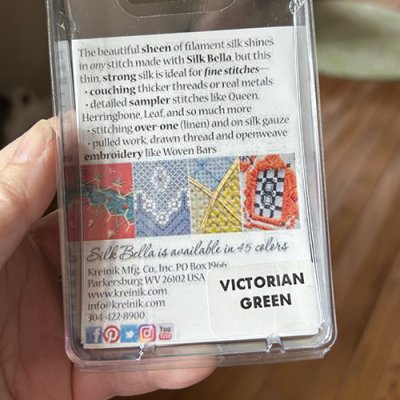 The beautiful sheen of filament silk shines
in any stitch made with Silk Bella, but this
thin, strong silk is ideal for fine stitches—
• couching thicker threads or real metals
• detailed sampler stitches like Queen,
Herringbone, Leaf, and so much more
• stitching over-one (linen) and on silk gauze
• pulled work, drawn-thread and openweave
embroidery like Woven Bars
Silk Bella is available in 45 colors
Kreinik Mfg. Co., Inc. PO Box 1966
Parkersburg WV 26102 USA
www.kreinik.com
info@kreinik.com
304-422-8900
VICTORIAN
GREEN
You